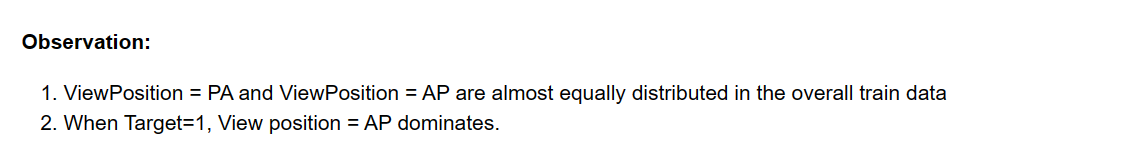 Observation:
1. ViewPosition = PA and ViewPosition = AP are almost equally distributed in the overall train data
2. When Target=1, View position = AP dominates.